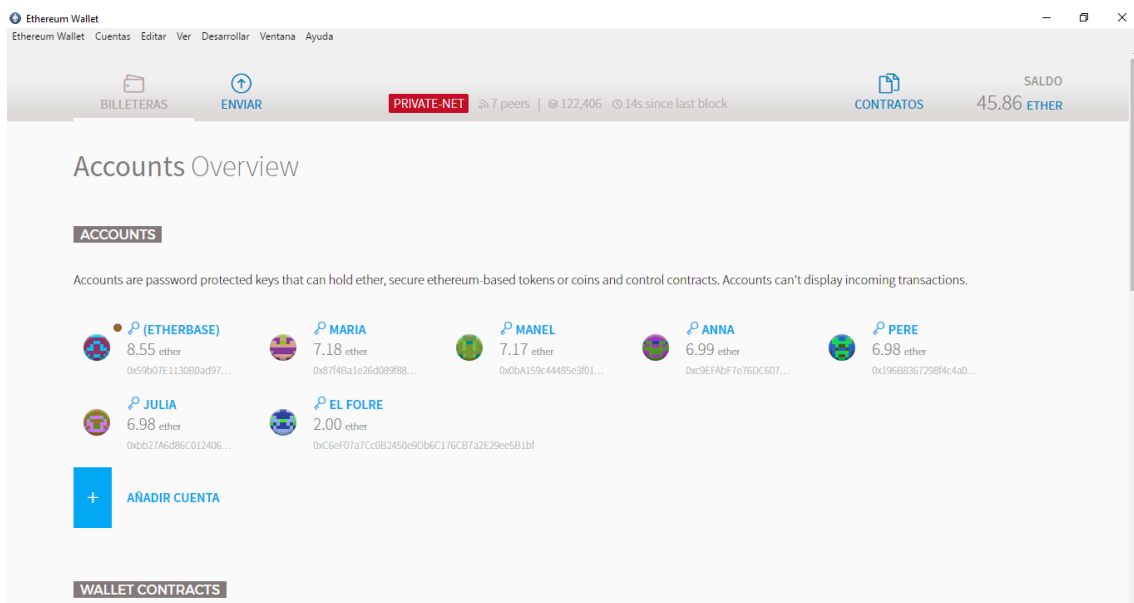 Ethereum Wallet
Ethereum Wallet Cuentas Editar Ver Desarrollar Ventana Ayuda
BILLETERAS
ENVIAR
PRIVATE-NET 7 peers | 122,406 14s since last block
CONTRATOS
SALDO
45.86 ETHER
Accounts Overview
ACCOUNTS
Accounts are password protected keys that can hold ether, secure ethereum-based tokens or coins and control contracts. Accounts can't display incoming transactions.
(ETHERBASE)
8.55 ether
0x59b07E1130B0ad97...
MARIA
7.18 ether
0x87f4Ba1e26d089f88...
MANEL
7.17 ether
0x0bA159c44485e3f01...
ANNA
6.99 ether
0xc9EFAbF7e76DC607...
PERE
6.98 ether
0x196B8367298f4c4a0...
JULIA
6.98 ether
0xbb27A6d86C012406...
EL FOLRE
2.00 ether
0xC6eF07a7Cc0B2450e9Db6C176CB7a2E29ee5B1bf
+ AÑADIR CUENTA
WALLET CONTRACTS